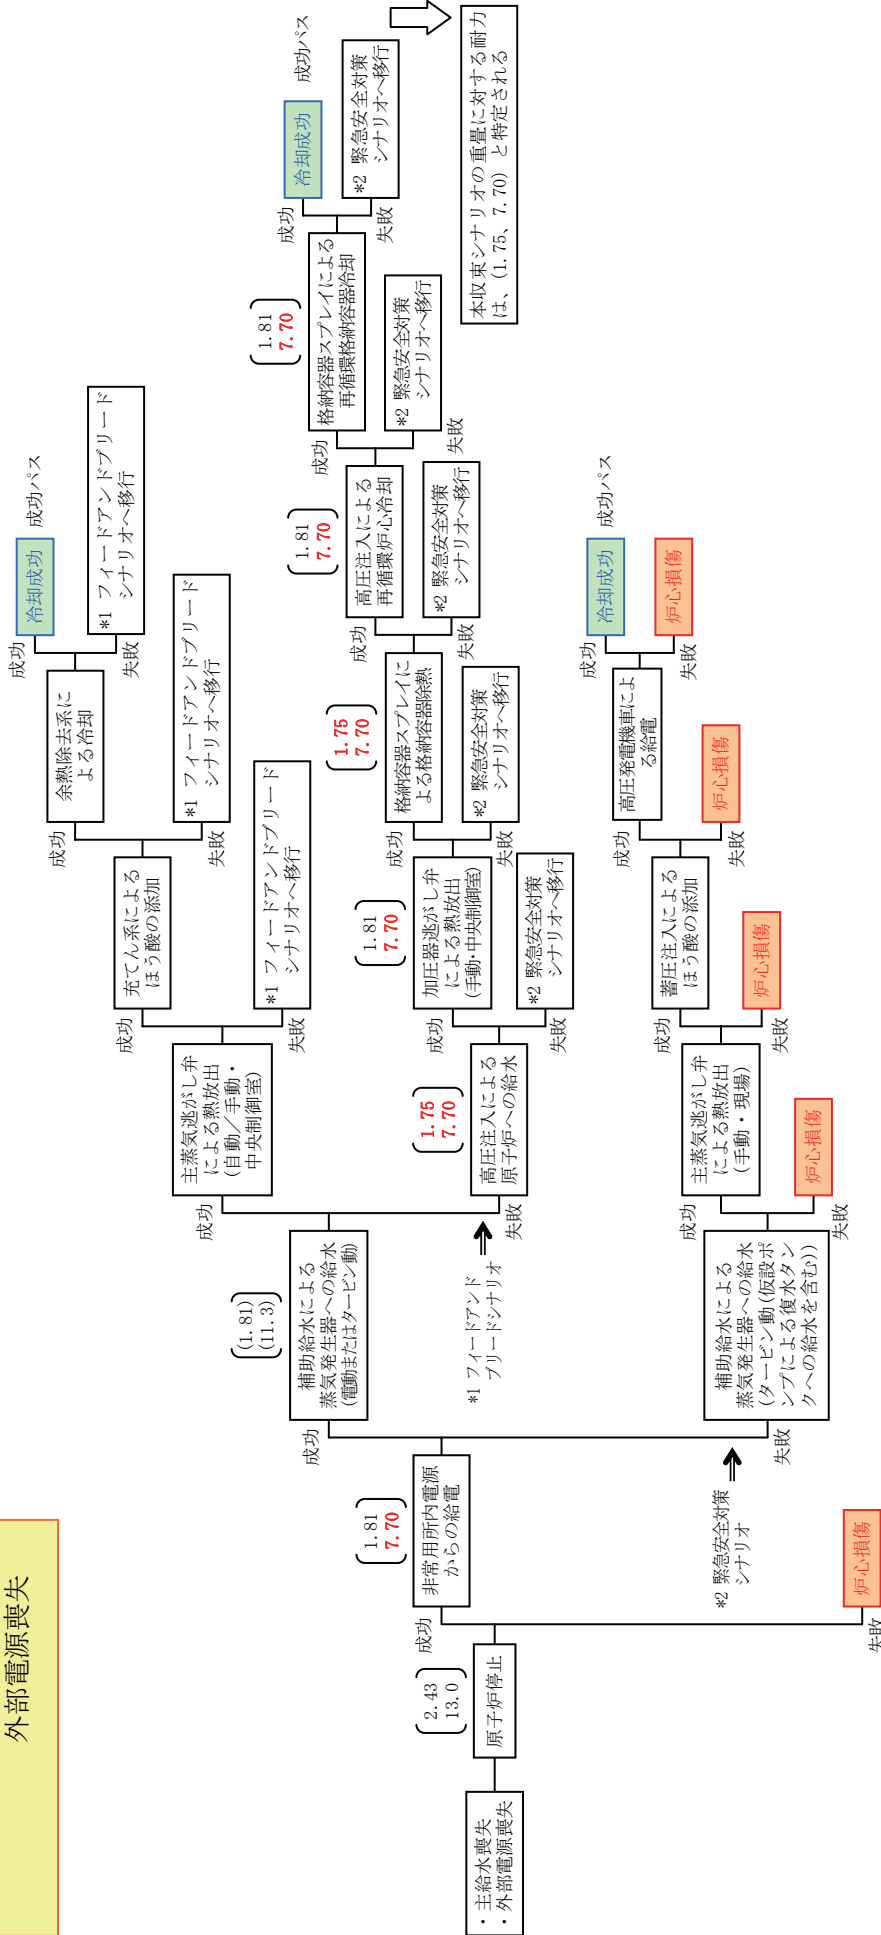 外部電源喪失
・主給水喪失
・外部電源喪失
2.43
13.0
原子炉停止
成功
失敗
炉心損傷
1.81
7.70
非常用所内電源
からの給電
成功
失敗
*2 緊急安全対策
シナリオ
(1.81)
(11.3)
補助給水による
蒸気発生器への給水
(電動またはタービン動)
成功
失敗
*1 フィードアンド
ブリードシナリオ
主蒸気逃がし弁
による熱放出
(自動／手動・
中央制御室)
成功
失敗
*1 フィードアンドブリード
シナリオへ移行
充てん系による
ほう酸の添加
成功
失敗
*1 フィードアンドブリード
シナリオへ移行
余熱除去系に
よる冷却
成功
失敗
冷却成功
成功パス
*1 フィードアンドブリード
シナリオへ移行
1.75
7.70
高圧注入による
原子炉への給水
成功
失敗
*2 緊急安全対策
シナリオへ移行
1.81
7.70
加圧器逃がし弁
による熱放出
(手動・中央制御室)
成功
失敗
*2 緊急安全対策
シナリオへ移行
1.75
7.70
格納容器スプレイに
よる格納容器除熱
成功
失敗
*2 緊急安全対策
シナリオへ移行
1.81
7.70
高圧注入による
再循環炉心冷却
成功
失敗
*2 緊急安全対策
シナリオへ移行
1.81
7.70
格納容器スプレイによる
再循環格納容器冷却
成功
失敗
冷却成功
成功パス
*2 緊急安全対策
シナリオへ移行
本収束シナリオの重畳に対する耐力
は、(1.75、7.70) と特定される
補助給水による
蒸気発生器への給水
(タービン動(仮設ポ
ンプによる復水タン
クへの給水を含む))
成功
失敗
炉心損傷
主蒸気逃がし弁
による熱放出
(手動・現場)
成功
失敗
炉心損傷
蓄圧注入による
ほう酸の添加
成功
失敗
炉心損傷
高圧発電機車によ
る給電
成功
失敗
冷却成功
成功パス
炉心損傷